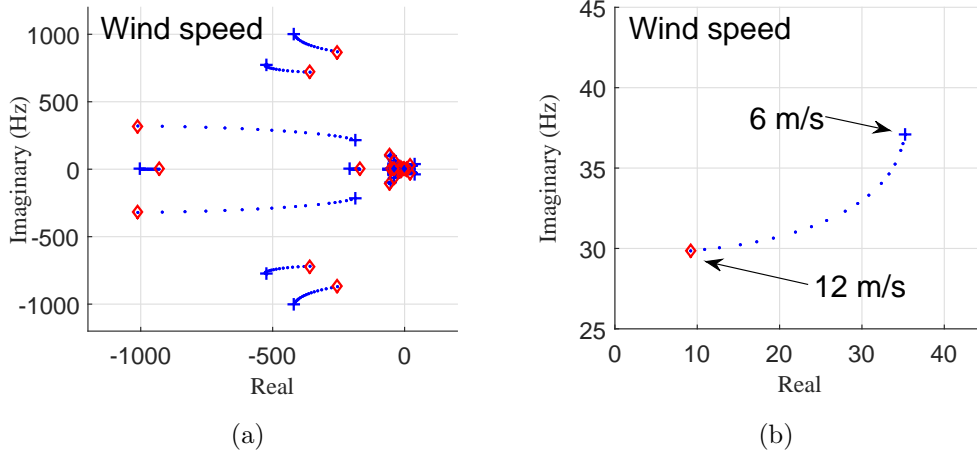 Wind speed
1000
500
0
-500
-1000
Imaginary (Hz)
-1000
-500
0
Real
(a)
Wind speed
45
40
35
30
25
Imaginary (Hz)
6 m/s
12 m/s
0
10
20
30
40
Real
(b)